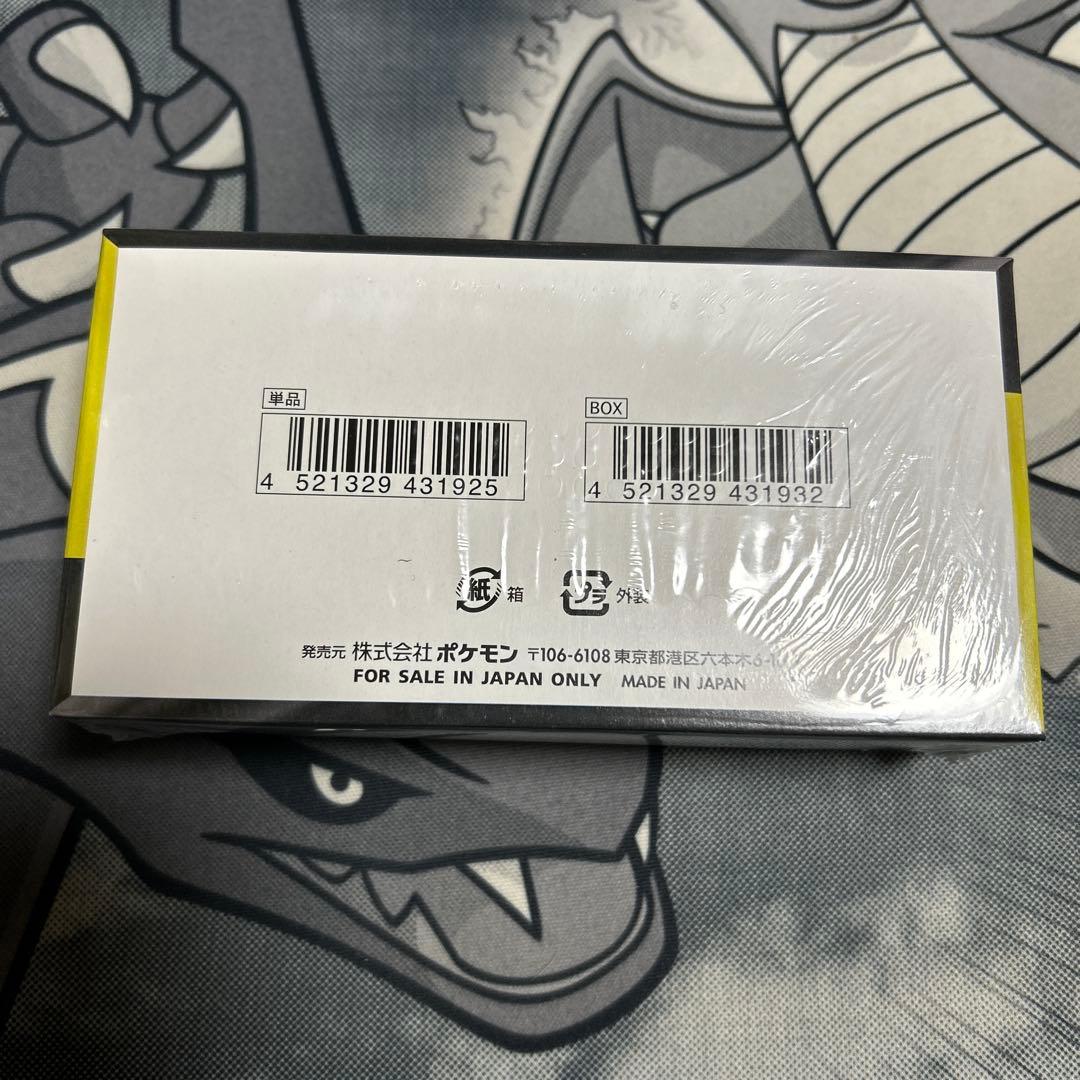 単品
4 521329 431925
BOX
4 521329 431932
紙 箱
プラ 外装
発売元 株式会社 ポケモン 〒106-6108 東京都港区六本木6-1
FOR SALE IN JAPAN ONLY MADE IN JAPAN